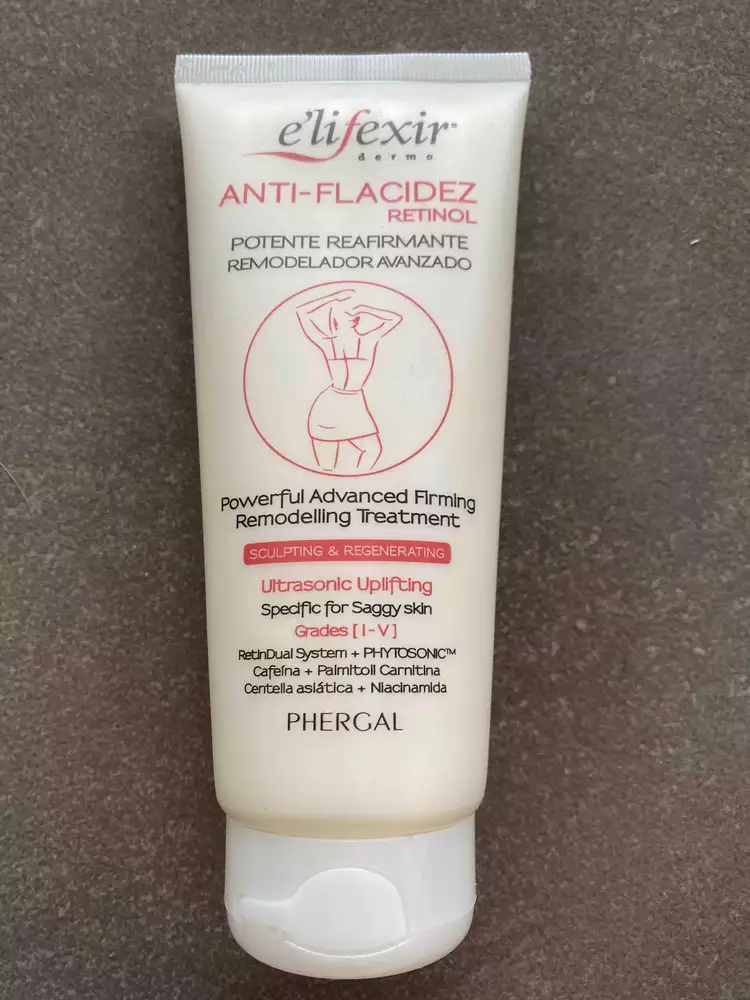 e'lifexir™
dermo
ANTI-FLACIDEZ
RETINOL
POTENTE REAFIRMANTE
REMODELADOR AVANZADO
Powerful Advanced Firming
Remodelling Treatment
SCULPTING & REGENERATING
Ultrasonic Uplifting
Specific for Saggy skin
Grades [I-V]
RetinDual System + PHYTOSONIC™
Cafeína + Palmitoil Carnitina
Centella asiática + Niacinamida
PHERGAL